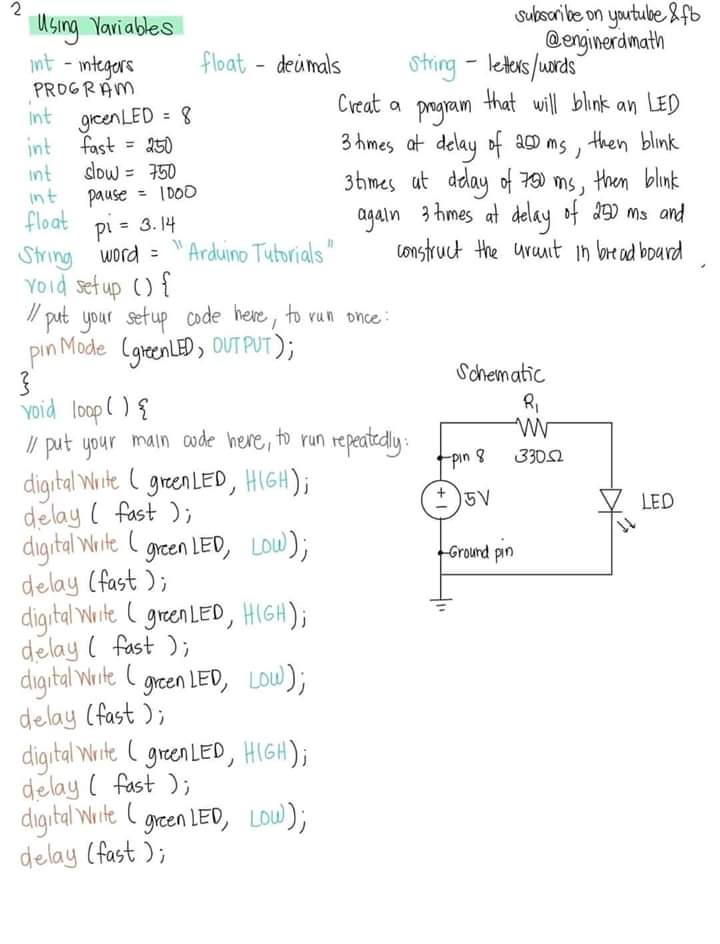 2
Using Variables
subscribe on youtube & fb
@enginerdmath
int - integers float - decimals String - letters/words
PROGRAM
int greenLED = 8
int fast = 250
int slow = 750
int pause = 1000
float pi = 3.14
String word = "Arduino Tutorials"
Creat a program that will blink an LED
3 times at delay of 250 ms, then blink
3 times at delay of 750 ms, then blink
again 3 times at delay of 250 ms and
construct the circuit in breadboard.
void setup () {
// put your setup code here, to run once:
pinMode (greenLED, OUTPUT);
}
void loop() {
// put your main code here, to run repeatedly:
digitalWrite ( greenLED, HIGH);
delay ( fast );
digitalWrite ( green LED, LOW);
delay (fast );
digitalWrite ( greenLED, HIGH);
delay ( fast );
digitalWrite ( green LED, LOW);
delay (fast );
digitalWrite ( greenLED, HIGH);
delay ( fast );
digitalWrite ( green LED, LOW);
delay (fast );
Schematic
R1
330Ω
pin 8
+
-
5V
LED
Ground pin